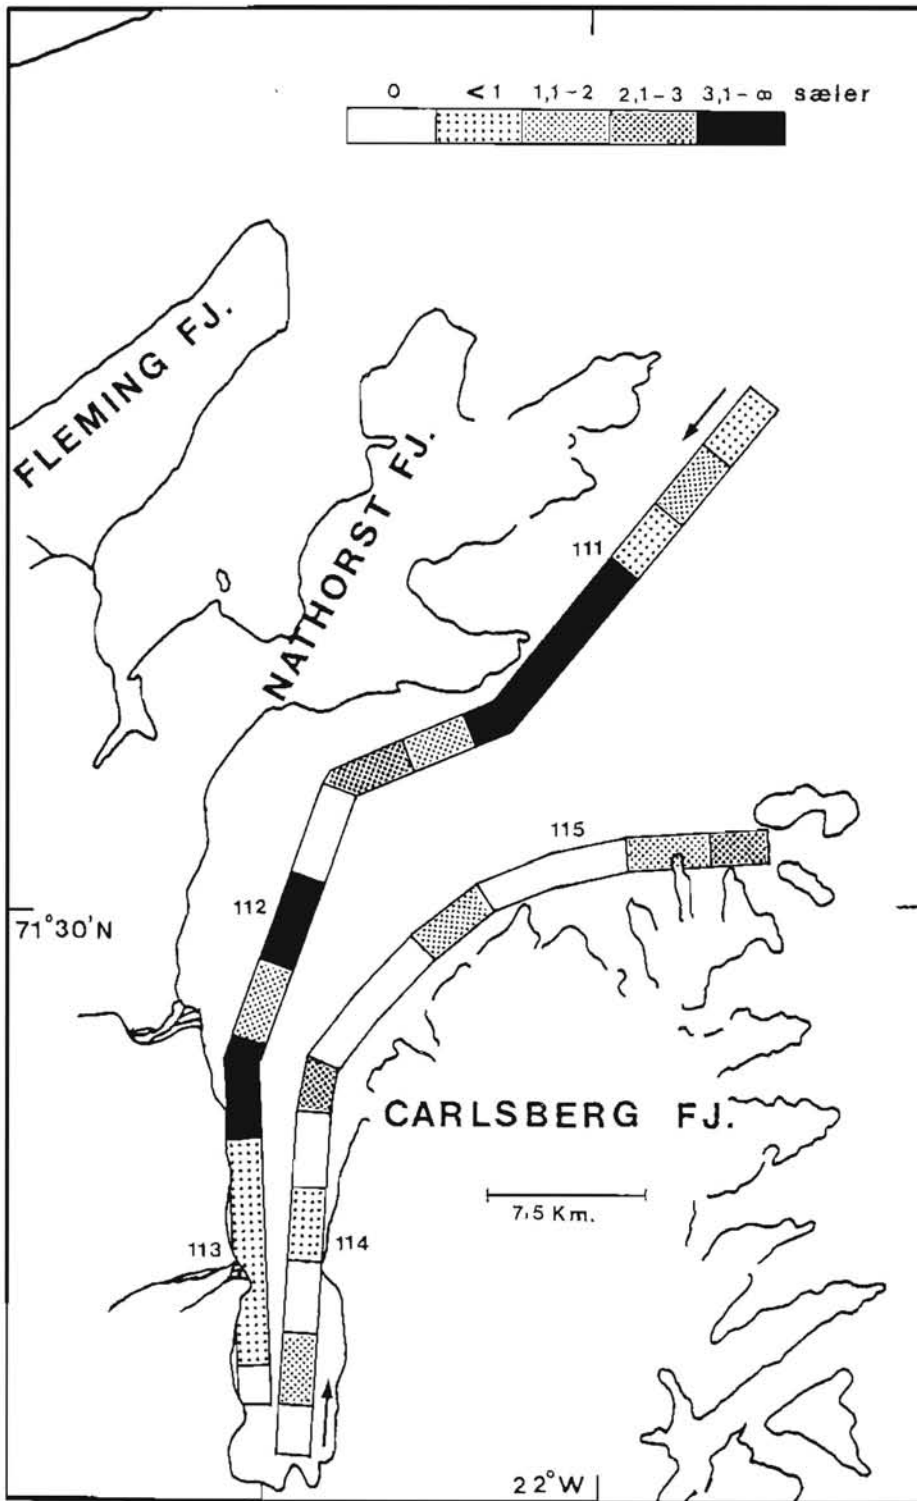 0 <1 1,1-2 2,1-3 3,1-∞ sæler
FLEMING FJ.
NATHORST FJ.
111
115
112
71°30'N
CARLSBERG FJ.
7,5 Km.
113
114
22°W